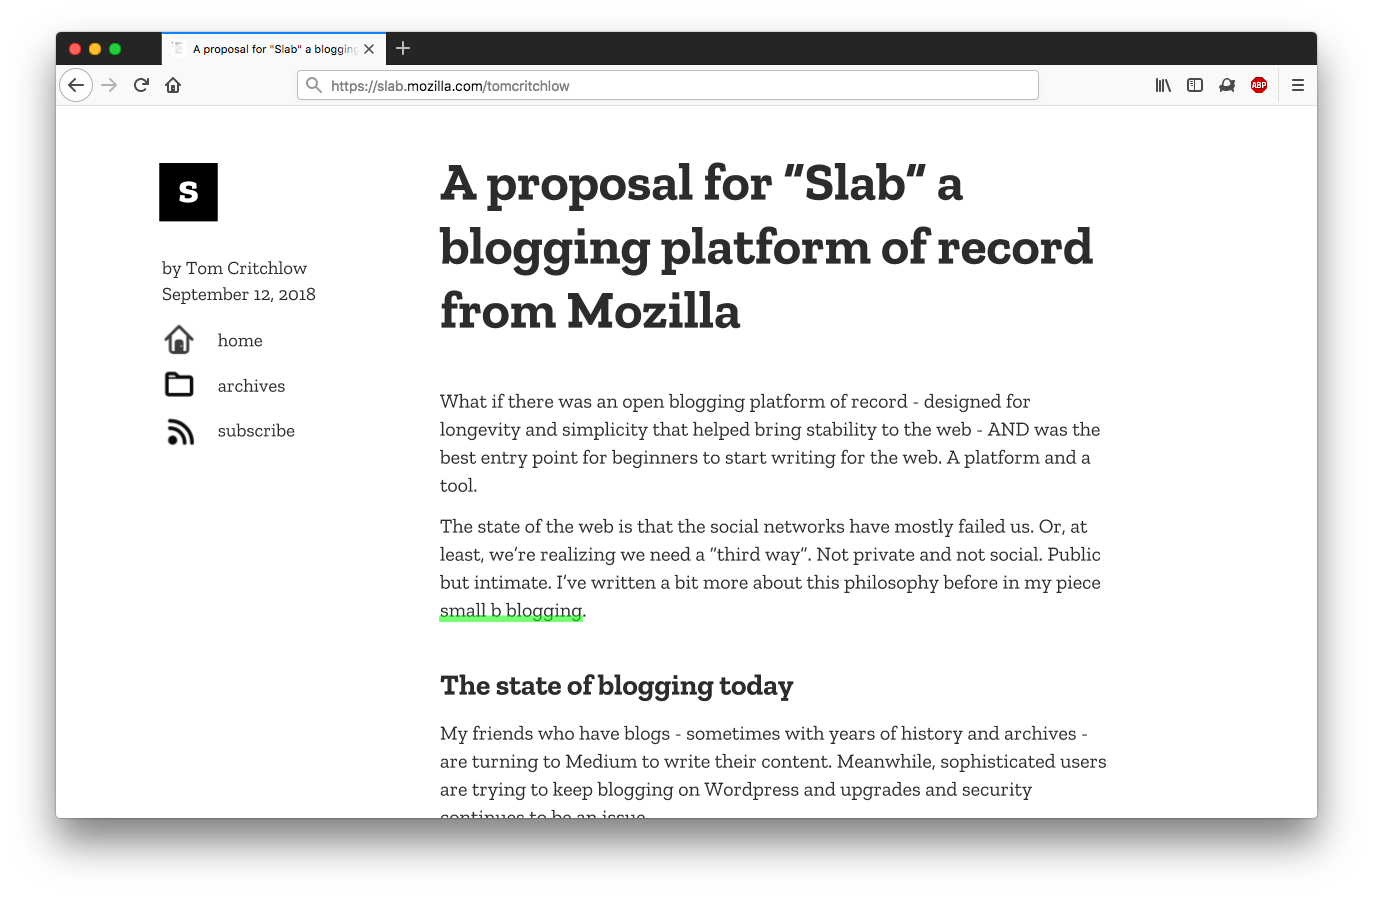 A proposal for "Slab" a blogging
https://slab.mozilla.com/tomcritchlow
ABP
S
by Tom Critchlow
September 12, 2018
home
archives
subscribe
A proposal for "Slab" a
blogging platform of record
from Mozilla
What if there was an open blogging platform of record - designed for
longevity and simplicity that helped bring stability to the web - AND was the
best entry point for beginners to start writing for the web. A platform and a
tool.
The state of the web is that the social networks have mostly failed us. Or, at
least, we're realizing we need a "third way". Not private and not social. Public
but intimate. I've written a bit more about this philosophy before in my piece
small b blogging.
The state of blogging today
My friends who have blogs - sometimes with years of history and archives -
are turning to Medium to write their content. Meanwhile, sophisticated users
are trying to keep blogging on Wordpress and upgrades and security
continues to be an issue.